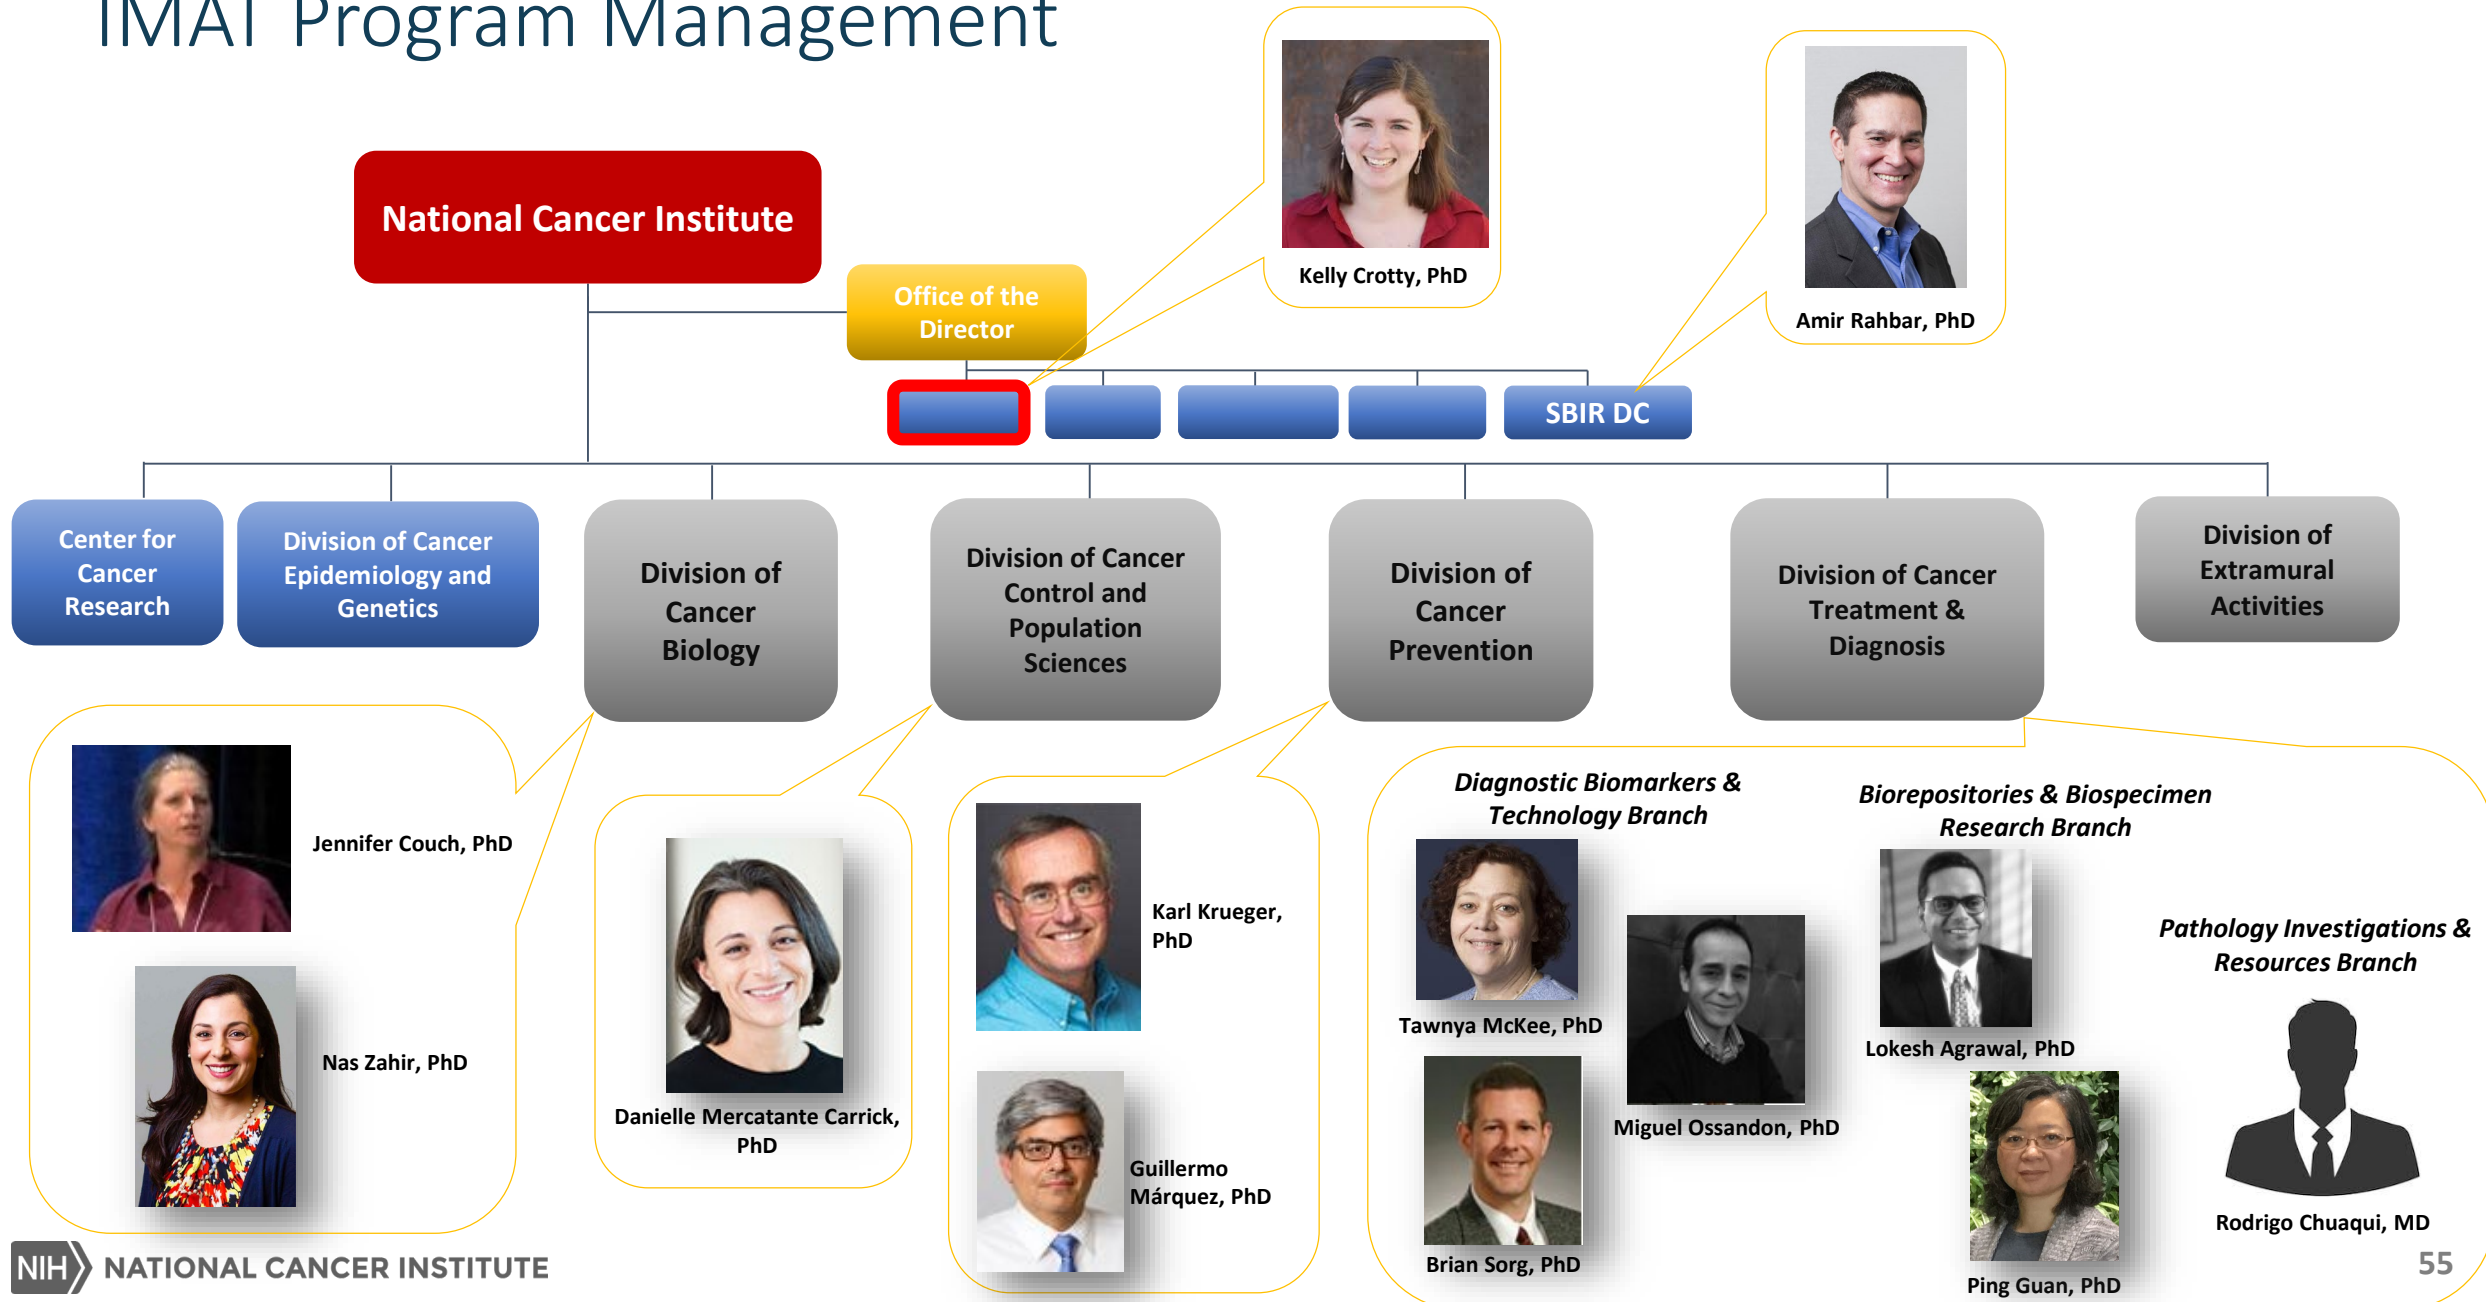 IMAT Program Management
National Cancer Institute
Office of the
Director
Kelly Crotty, PhD
Amir Rahbar, PhD
SBIR DC
Center for
Cancer
Research
Division of Cancer
Epidemiology and
Genetics
Division of
Cancer
Biology
Division of Cancer
Control and
Population
Sciences
Division of
Cancer
Prevention
Division of Cancer
Treatment &
Diagnosis
Division of
Extramural
Activities
Jennifer Couch, PhD
Nas Zahir, PhD
Danielle Mercatante Carrick,
PhD
Karl Krueger,
PhD
Guillermo
Márquez, PhD
Diagnostic Biomarkers &
Technology Branch
Tawnya McKee, PhD
Miguel Ossandon, PhD
Brian Sorg, PhD
Biorepositories & Biospecimen
Research Branch
Lokesh Agrawal, PhD
Ping Guan, PhD
Pathology Investigations &
Resources Branch
Rodrigo Chuaqui, MD
NIH NATIONAL CANCER INSTITUTE
55